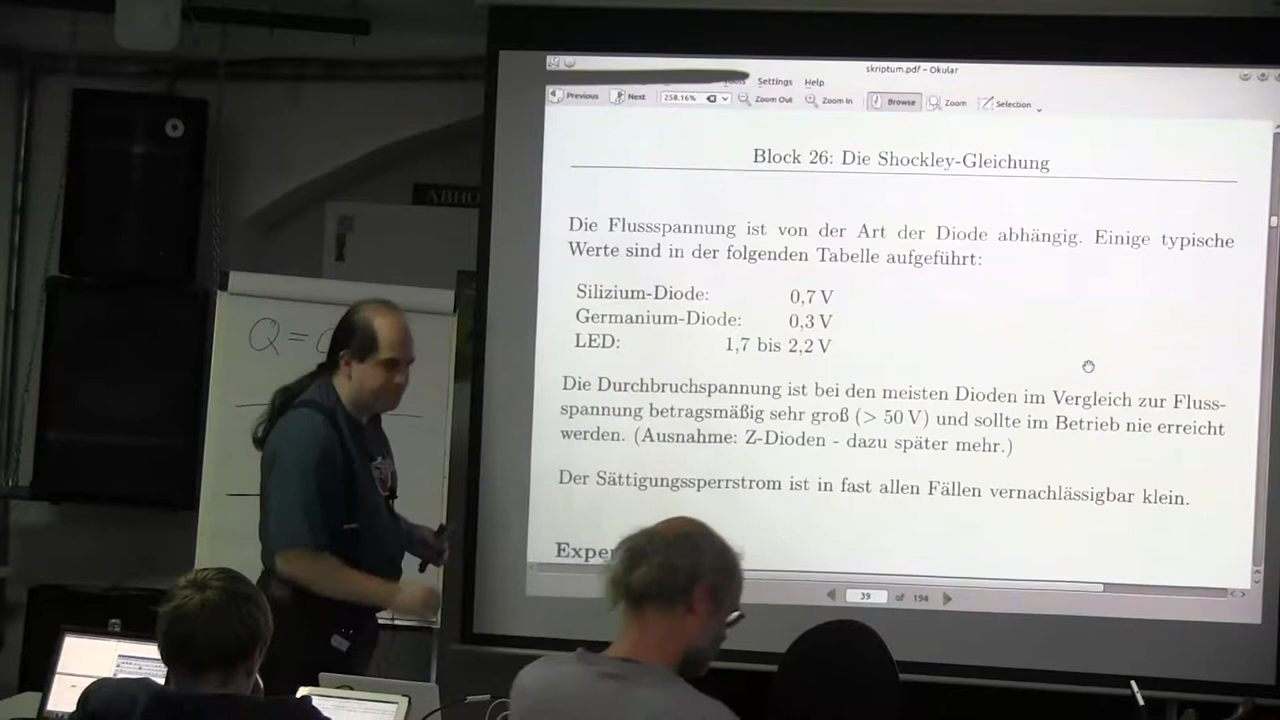 skriptum.pdf – Okular
Settings Help
Previous Next 258,16% Zoom Out Zoom In Browse Zoom Selection
ABHO
Block 26: Die Shockley-Gleichung
Die Flussspannung ist von der Art der Diode abhängig. Einige typische
Werte sind in der folgenden Tabelle aufgeführt:
Silizium-Diode: 0,7 V
Germanium-Diode: 0,3 V
LED: 1,7 bis 2,2 V
Q =
Die Durchbruchspannung ist bei den meisten Dioden im Vergleich zur Fluss-
spannung betragsmäßig sehr groß (> 50 V) und sollte im Betrieb nie erreicht
werden. (Ausnahme: Z-Dioden - dazu später mehr.)
Der Sättigungssperrstrom ist in fast allen Fällen vernachlässigbar klein.
Expe
39 of 194